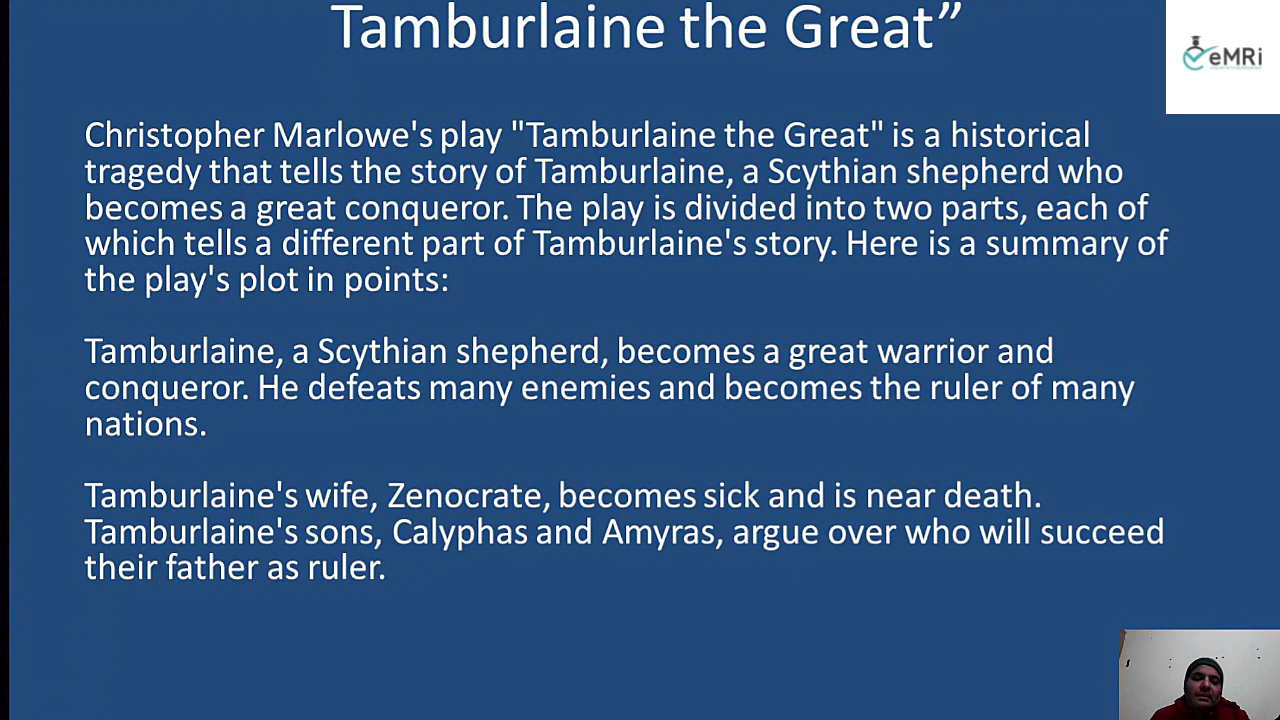 Tamburlaine the Great”
eMRi
Christopher Marlowe's play "Tamburlaine the Great" is a historical
tragedy that tells the story of Tamburlaine, a Scythian shepherd who
becomes a great conqueror. The play is divided into two parts, each of
which tells a different part of Tamburlaine's story. Here is a summary of
the play's plot in points:
Tamburlaine, a Scythian shepherd, becomes a great warrior and
conqueror. He defeats many enemies and becomes the ruler of many
nations.
Tamburlaine's wife, Zenocrate, becomes sick and is near death.
Tamburlaine's sons, Calyphas and Amyras, argue over who will succeed
their father as ruler.